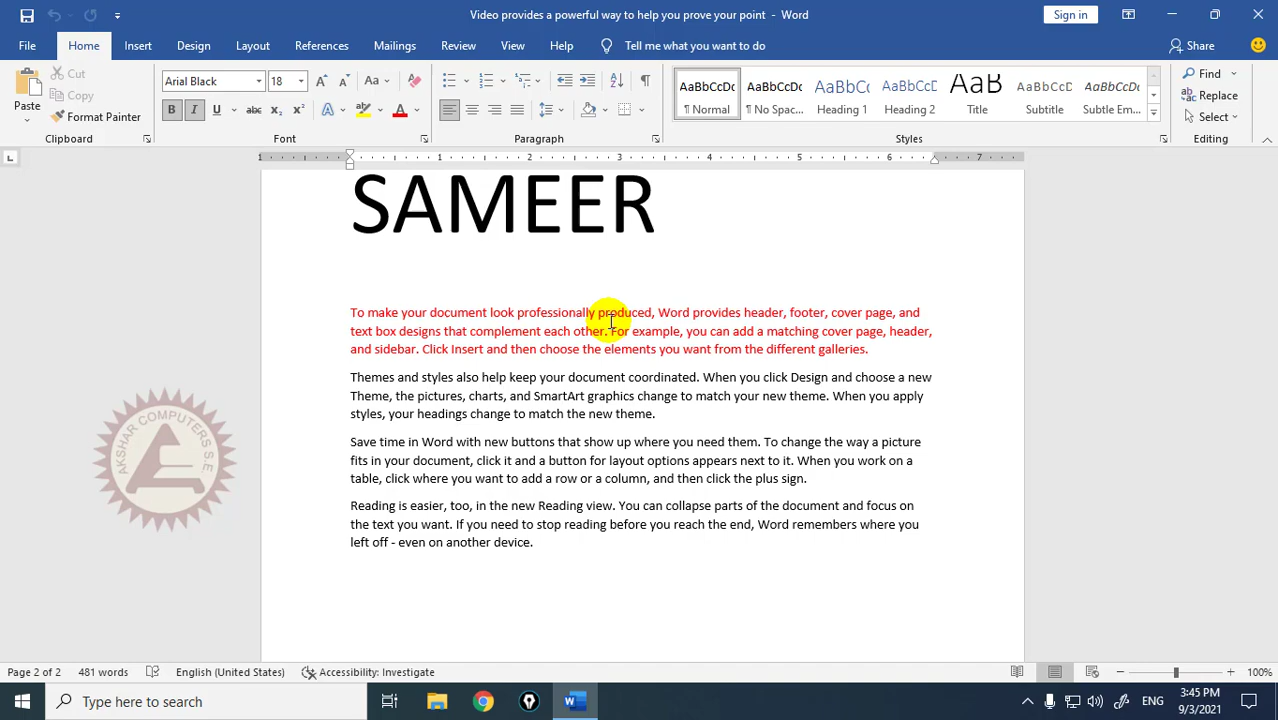 Video provides a powerful way to help you prove your point - Word
Sign in
File Home Insert Design Layout References Mailings Review View Help Tell me what you want to do Share
Paste
Cut
Copy
Format Painter
Clipboard
Arial Black 18
Font
Paragraph
AaBbCcDc AaBbCcDc AaBbCc AaBbCcD AaB AaBbCcD AaBbCcDc
¶ Normal ¶ No Spac... Heading 1 Heading 2 Title Subtitle Subtle Em...
Styles
Find
Replace
Select
Editing
1 1 2 3 4 5 6 7
SAMEER
To make your document look professionally produced, Word provides header, footer, cover page, and
text box designs that complement each other. For example, you can add a matching cover page, header,
and sidebar. Click Insert and then choose the elements you want from the different galleries.
Themes and styles also help keep your document coordinated. When you click Design and choose a new
Theme, the pictures, charts, and SmartArt graphics change to match your new theme. When you apply
styles, your headings change to match the new theme.
Save time in Word with new buttons that show up where you need them. To change the way a picture
fits in your document, click it and a button for layout options appears next to it. When you work on a
table, click where you want to add a row or a column, and then click the plus sign.
Reading is easier, too, in the new Reading view. You can collapse parts of the document and focus on
the text you want. If you need to stop reading before you reach the end, Word remembers where you
left off - even on another device.
AKSHAR COMPUTERS S.E.
Page 2 of 2 481 words English (United States) Accessibility: Investigate 100%
Type here to search
ENG
3:45 PM
9/3/2021